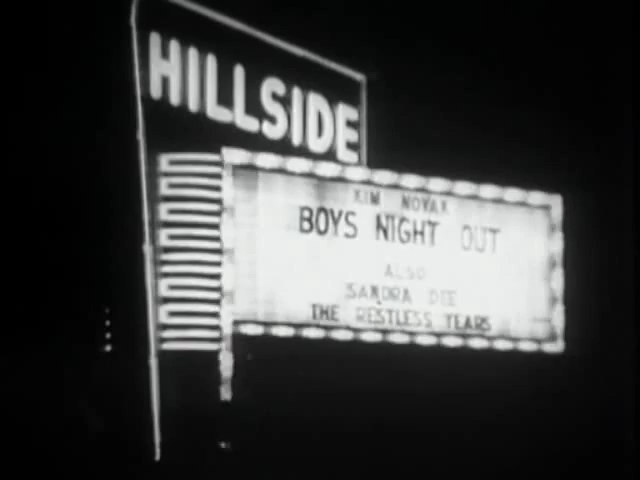 HILLSIDE
KIM NOVAK
BOYS NIGHT OUT
ALSO
SANDRA DEE
THE RESTLESS YEARS